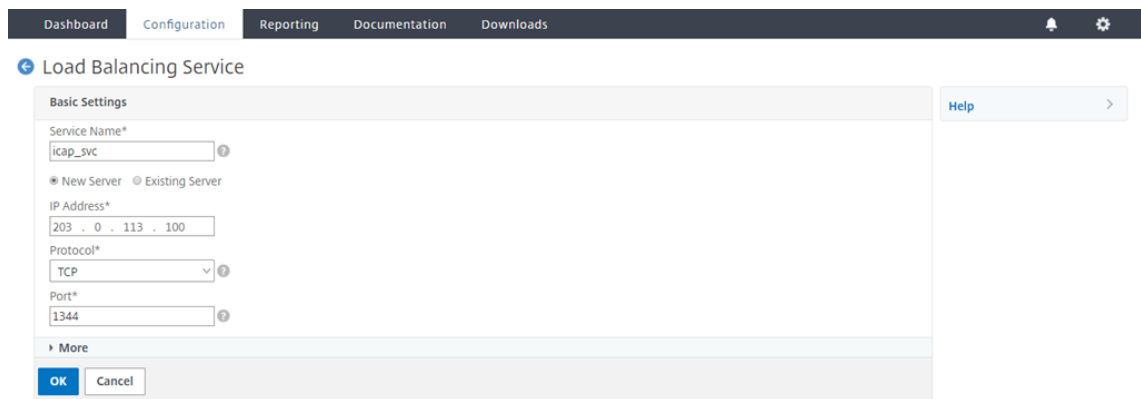 Dashboard Configuration Reporting Documentation Downloads
Load Balancing Service
Basic Settings
Help
Service Name*
icap_svc
New Server Existing Server
IP Address*
203 . 0 . 113 . 100
Protocol*
TCP
Port*
1344
More
OK Cancel